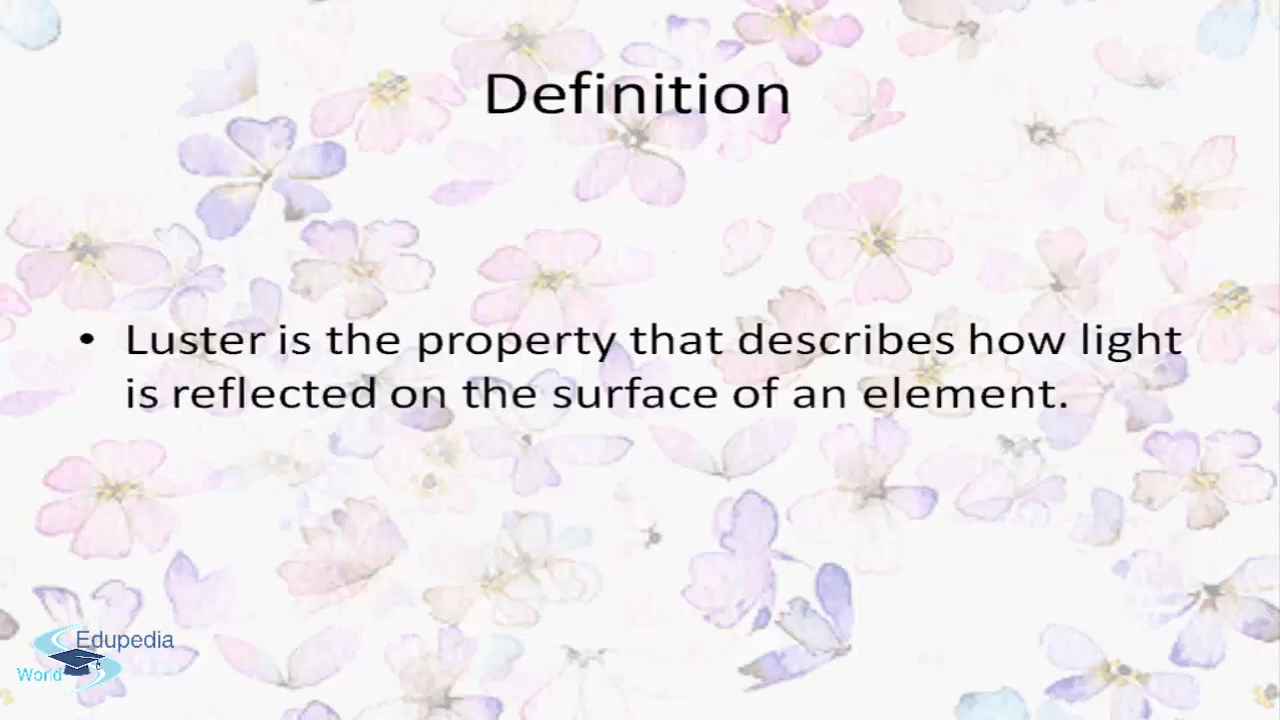 Definition
• Luster is the property that describes how light
is reflected on the surface of an element.
Edupedia
World